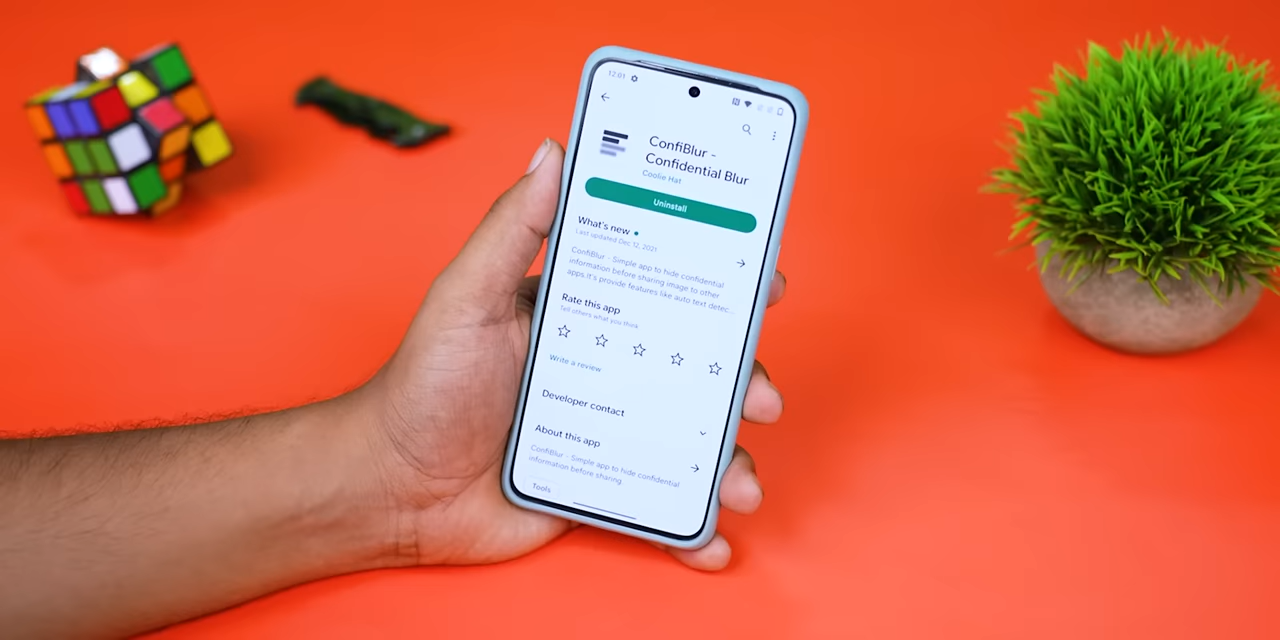 12:01
ConfiBlur -
Confidential Blur
Coolie Hat
Uninstall
What's new
Last updated Dec 12, 2021
ConfiBlur - Simple app to hide confidential
information before sharing image to other
apps.It's provide features like auto text detec...
Rate this app
Tell others what you think
Write a review
Developer contact
About this app
ConfiBlur - Simple app to hide confidential
information before sharing.
Tools